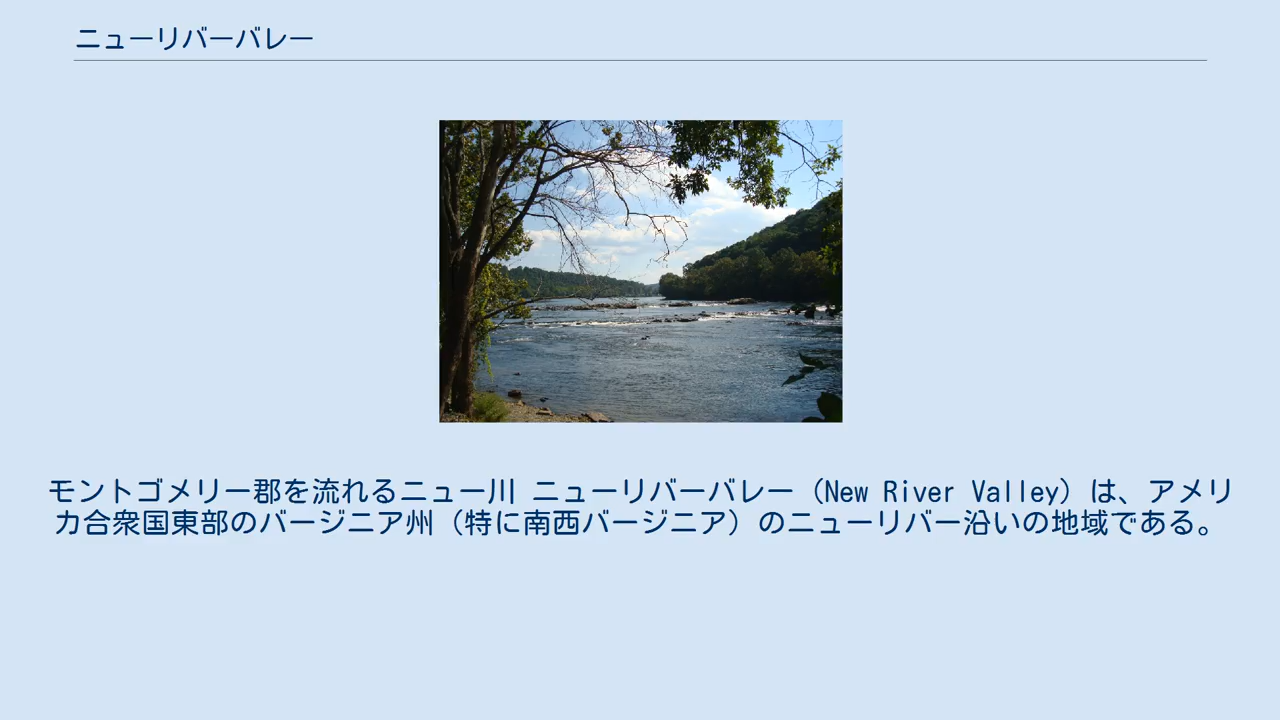 ニューリバーバレー
モントゴメリー郡を流れるニュー川 ニューリバーバレー（New River Valley）は、アメリ
カ合衆国東部のバージニア州（特に南西バージニア）のニューリバー沿いの地域である。